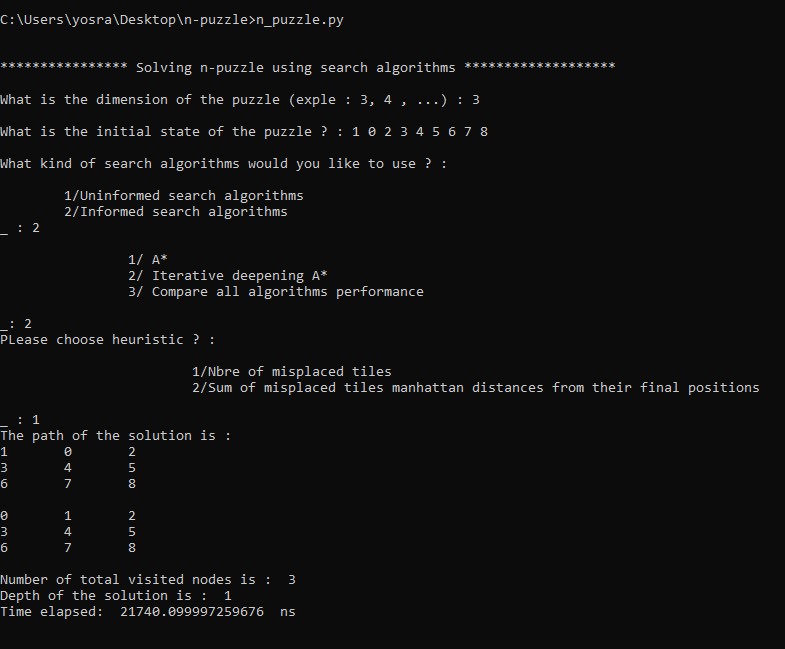 C:\Users\yosra\Desktop\n-puzzle>n_puzzle.py
**************** Solving n-puzzle using search algorithms *******************
What is the dimension of the puzzle (exple : 3, 4 , ...) : 3
What is the initial state of the puzzle ? : 1 0 2 3 4 5 6 7 8
What kind of search algorithms would you like to use ? :
1/Uninformed search algorithms
2/Informed search algorithms
_ : 2
1/ A*
2/ Iterative deepening A*
3/ Compare all algorithms performance
_: 2
PLease choose heuristic ? :
1/Nbre of misplaced tiles
2/Sum of misplaced tiles manhattan distances from their final positions
_ : 1
The path of the solution is :
1 0 2
3 4 5
6 7 8
0 1 2
3 4 5
6 7 8
Number of total visited nodes is :  3
Depth of the solution is :  1
Time elapsed:  21740.099997259676  ns